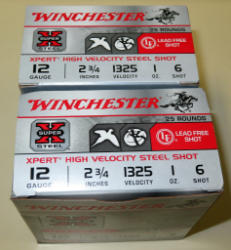 WINCHESTER
25 ROUNDS
SUPER
X
STEEL
LEAD FREE
SHOT
XPERT HIGH VELOCITY STEEL SHOT
12 2 3/4 1325 1 6
GAUGE INCHES VELOCITY OZ. SHOT
WINCHESTER
25 ROUNDS
SUPER
X
STEEL
LEAD FREE
SHOT
XPERT HIGH VELOCITY STEEL SHOT
12 2 3/4 1325 1 6
GAUGE INCHES VELOCITY OZ. SHOT